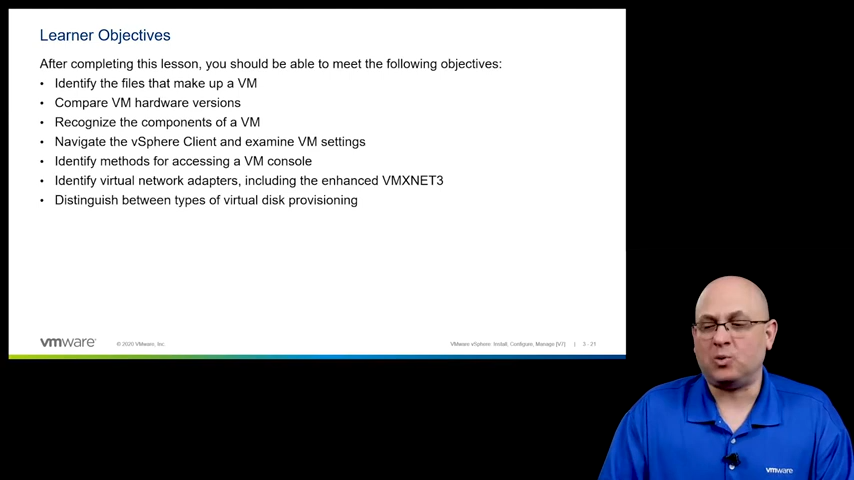 Learner Objectives
After completing this lesson, you should be able to meet the following objectives:
• Identify the files that make up a VM
• Compare VM hardware versions
• Recognize the components of a VM
• Navigate the vSphere Client and examine VM settings
• Identify methods for accessing a VM console
• Identify virtual network adapters, including the enhanced VMXNET3
• Distinguish between types of virtual disk provisioning
vmware © 2020 VMware, Inc. VMware vSphere: Install, Configure, Manage [V7] | 3 - 21
vmware